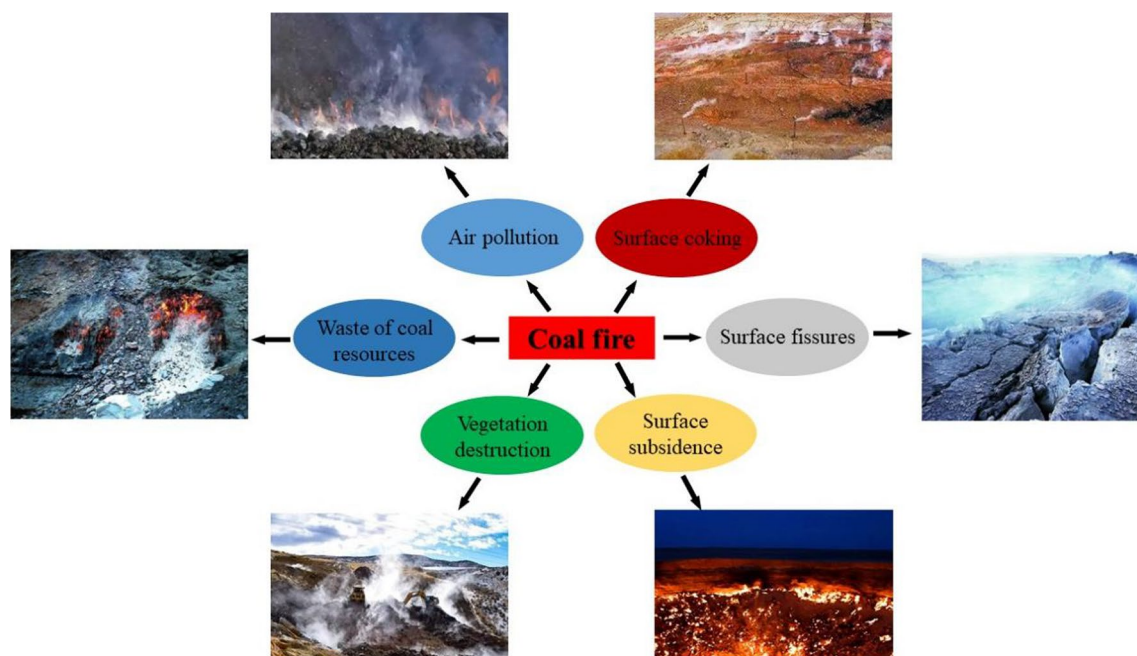 Air pollution
Surface coking
Waste of coal
resources
Coal fire
Surface fissures
Vegetation
destruction
Surface
subsidence